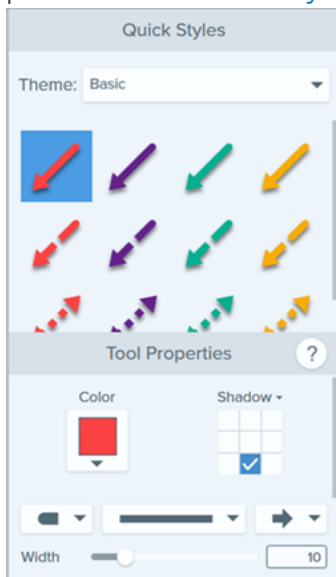 Quick Styles
Theme: Basic
Tool Properties ?
Color Shadow
Width 10